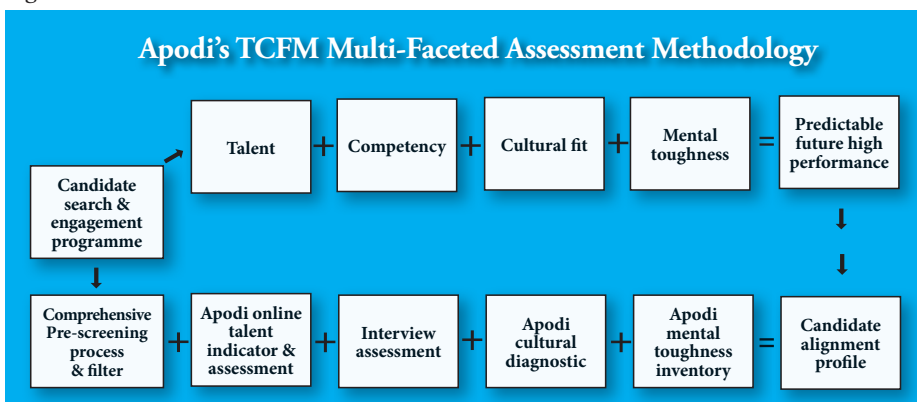 Apodi's TCFM Multi-Faceted Assessment Methodology
Talent
+
Competency
+
Cultural fit
+
Mental
toughness
=
Predictable
future high
performance
Candidate
search &
engagement
programme
Comprehensive
Pre-screening
process
& filter
+
Apodi online
talent
indicator &
assessment
+
Interview
assessment
+
Apodi
cultural
diagnostic
+
Apodi
mental
toughness
inventory
=
Candidate
alignment
profile